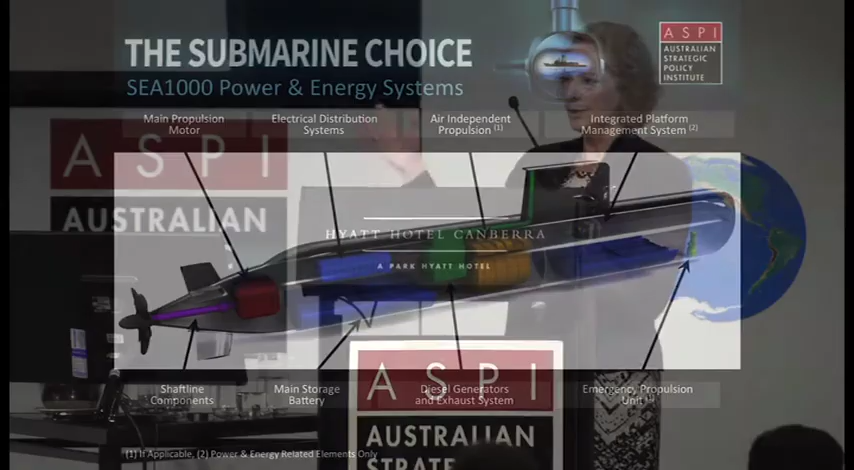 THE SUBMARINE CHOICE
SEA1000 Power & Energy Systems
ASPI
AUSTRALIAN
STRATEGIC
POLICY
INSTITUTE
Main Propulsion
Motor
Electrical Distribution
Systems
Air Independent
Propulsion (1)
Integrated Platform
Management System (2)
ASPI
AUSTRALIAN
HYATT HOTEL CANBERRA
A PARK HYATT HOTEL
Shaftline
Components
Main Storage
Battery
Diesel Generators
and Exhaust System
Emergency Propulsion
ASPI
AUSTRALIAN
(1) If Applicable, (2) Power & Energy Related Elements Only